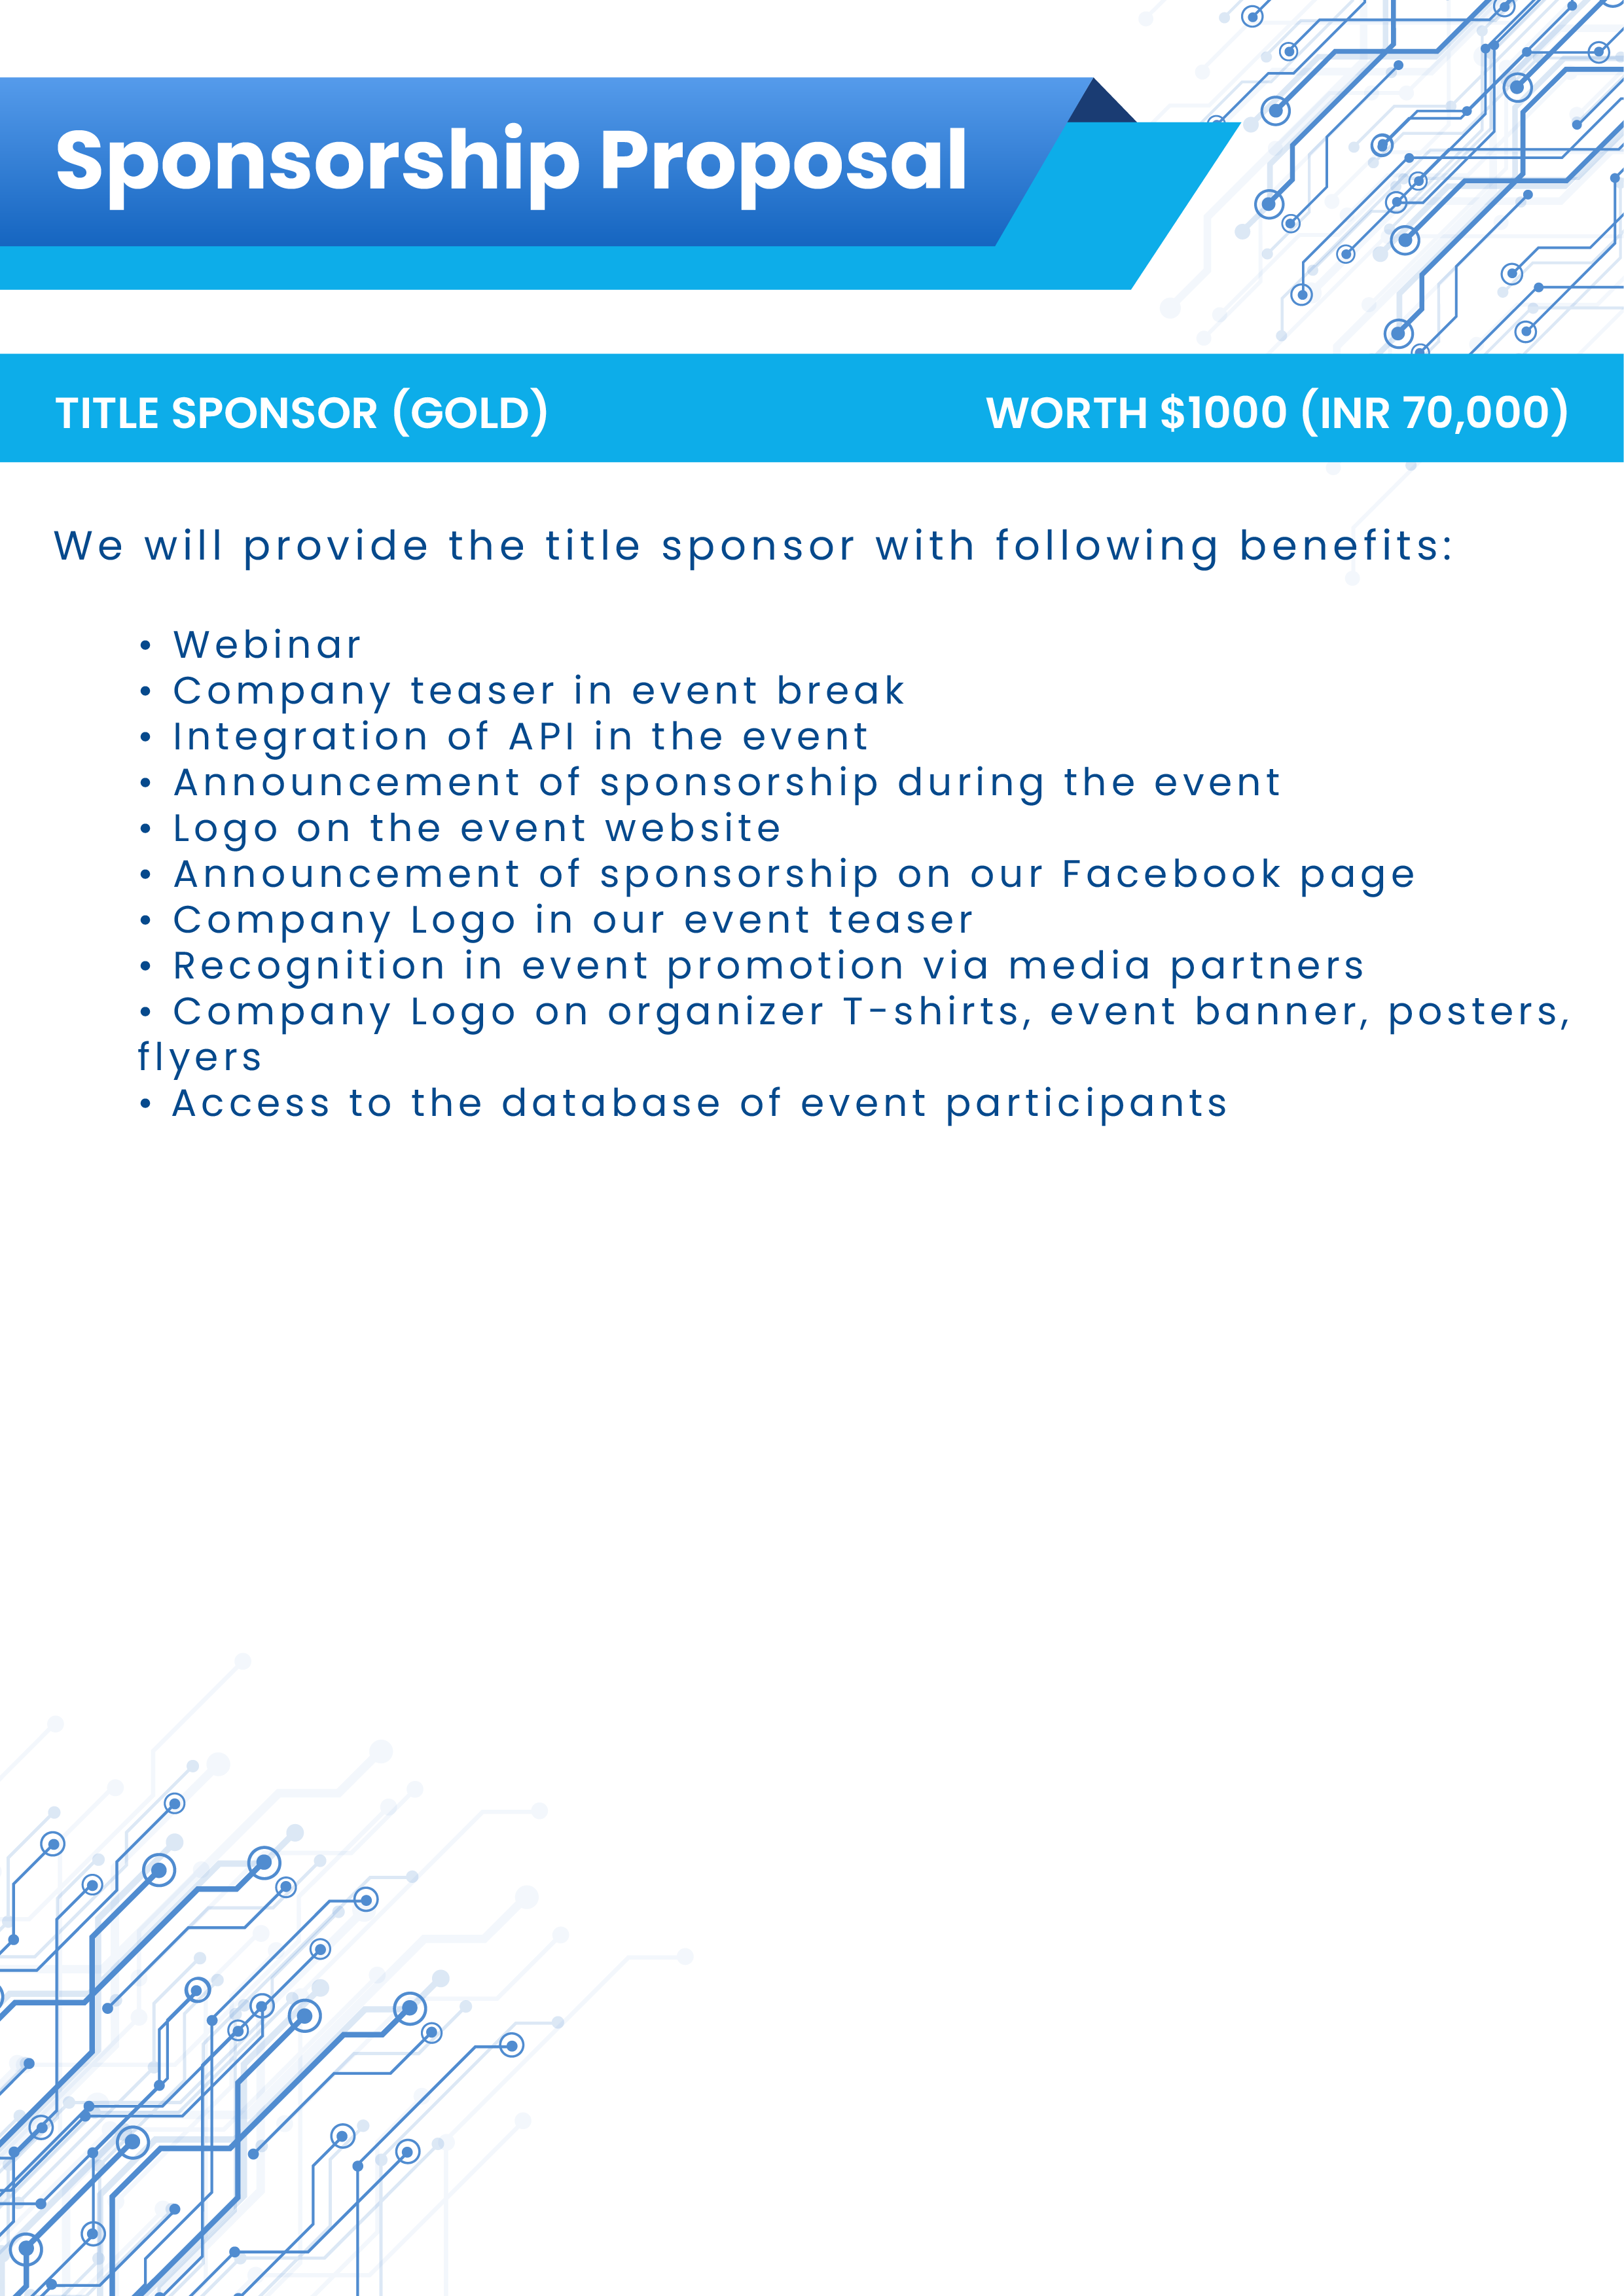 Sponsorship Proposal
TITLE SPONSOR (GOLD) WORTH $1000 (INR 70,000)
We will provide the title sponsor with following benefits:
• Webinar
• Company teaser in event break
• Integration of API in the event
• Announcement of sponsorship during the event
• Logo on the event website
• Announcement of sponsorship on our Facebook page
• Company Logo in our event teaser
• Recognition in event promotion via media partners
• Company Logo on organizer T-shirts, event banner, posters,
flyers
• Access to the database of event participants